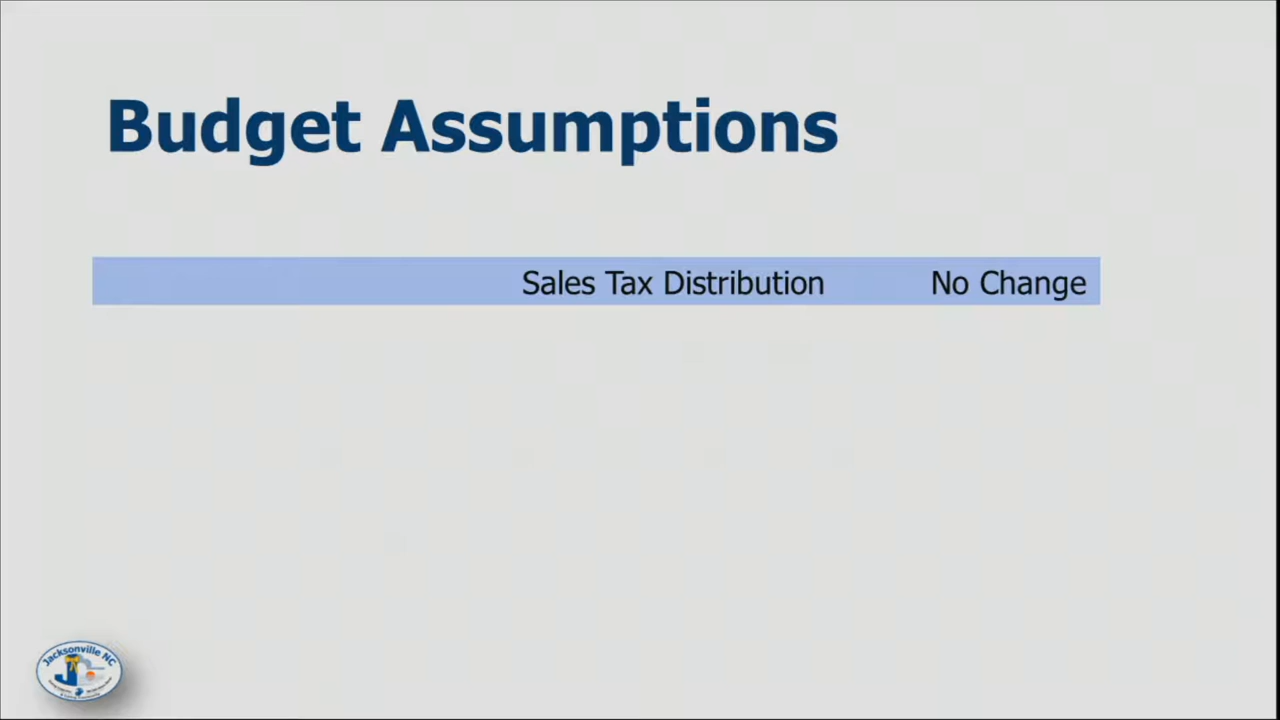 Budget Assumptions
Sales Tax Distribution No Change
Jacksonville NC